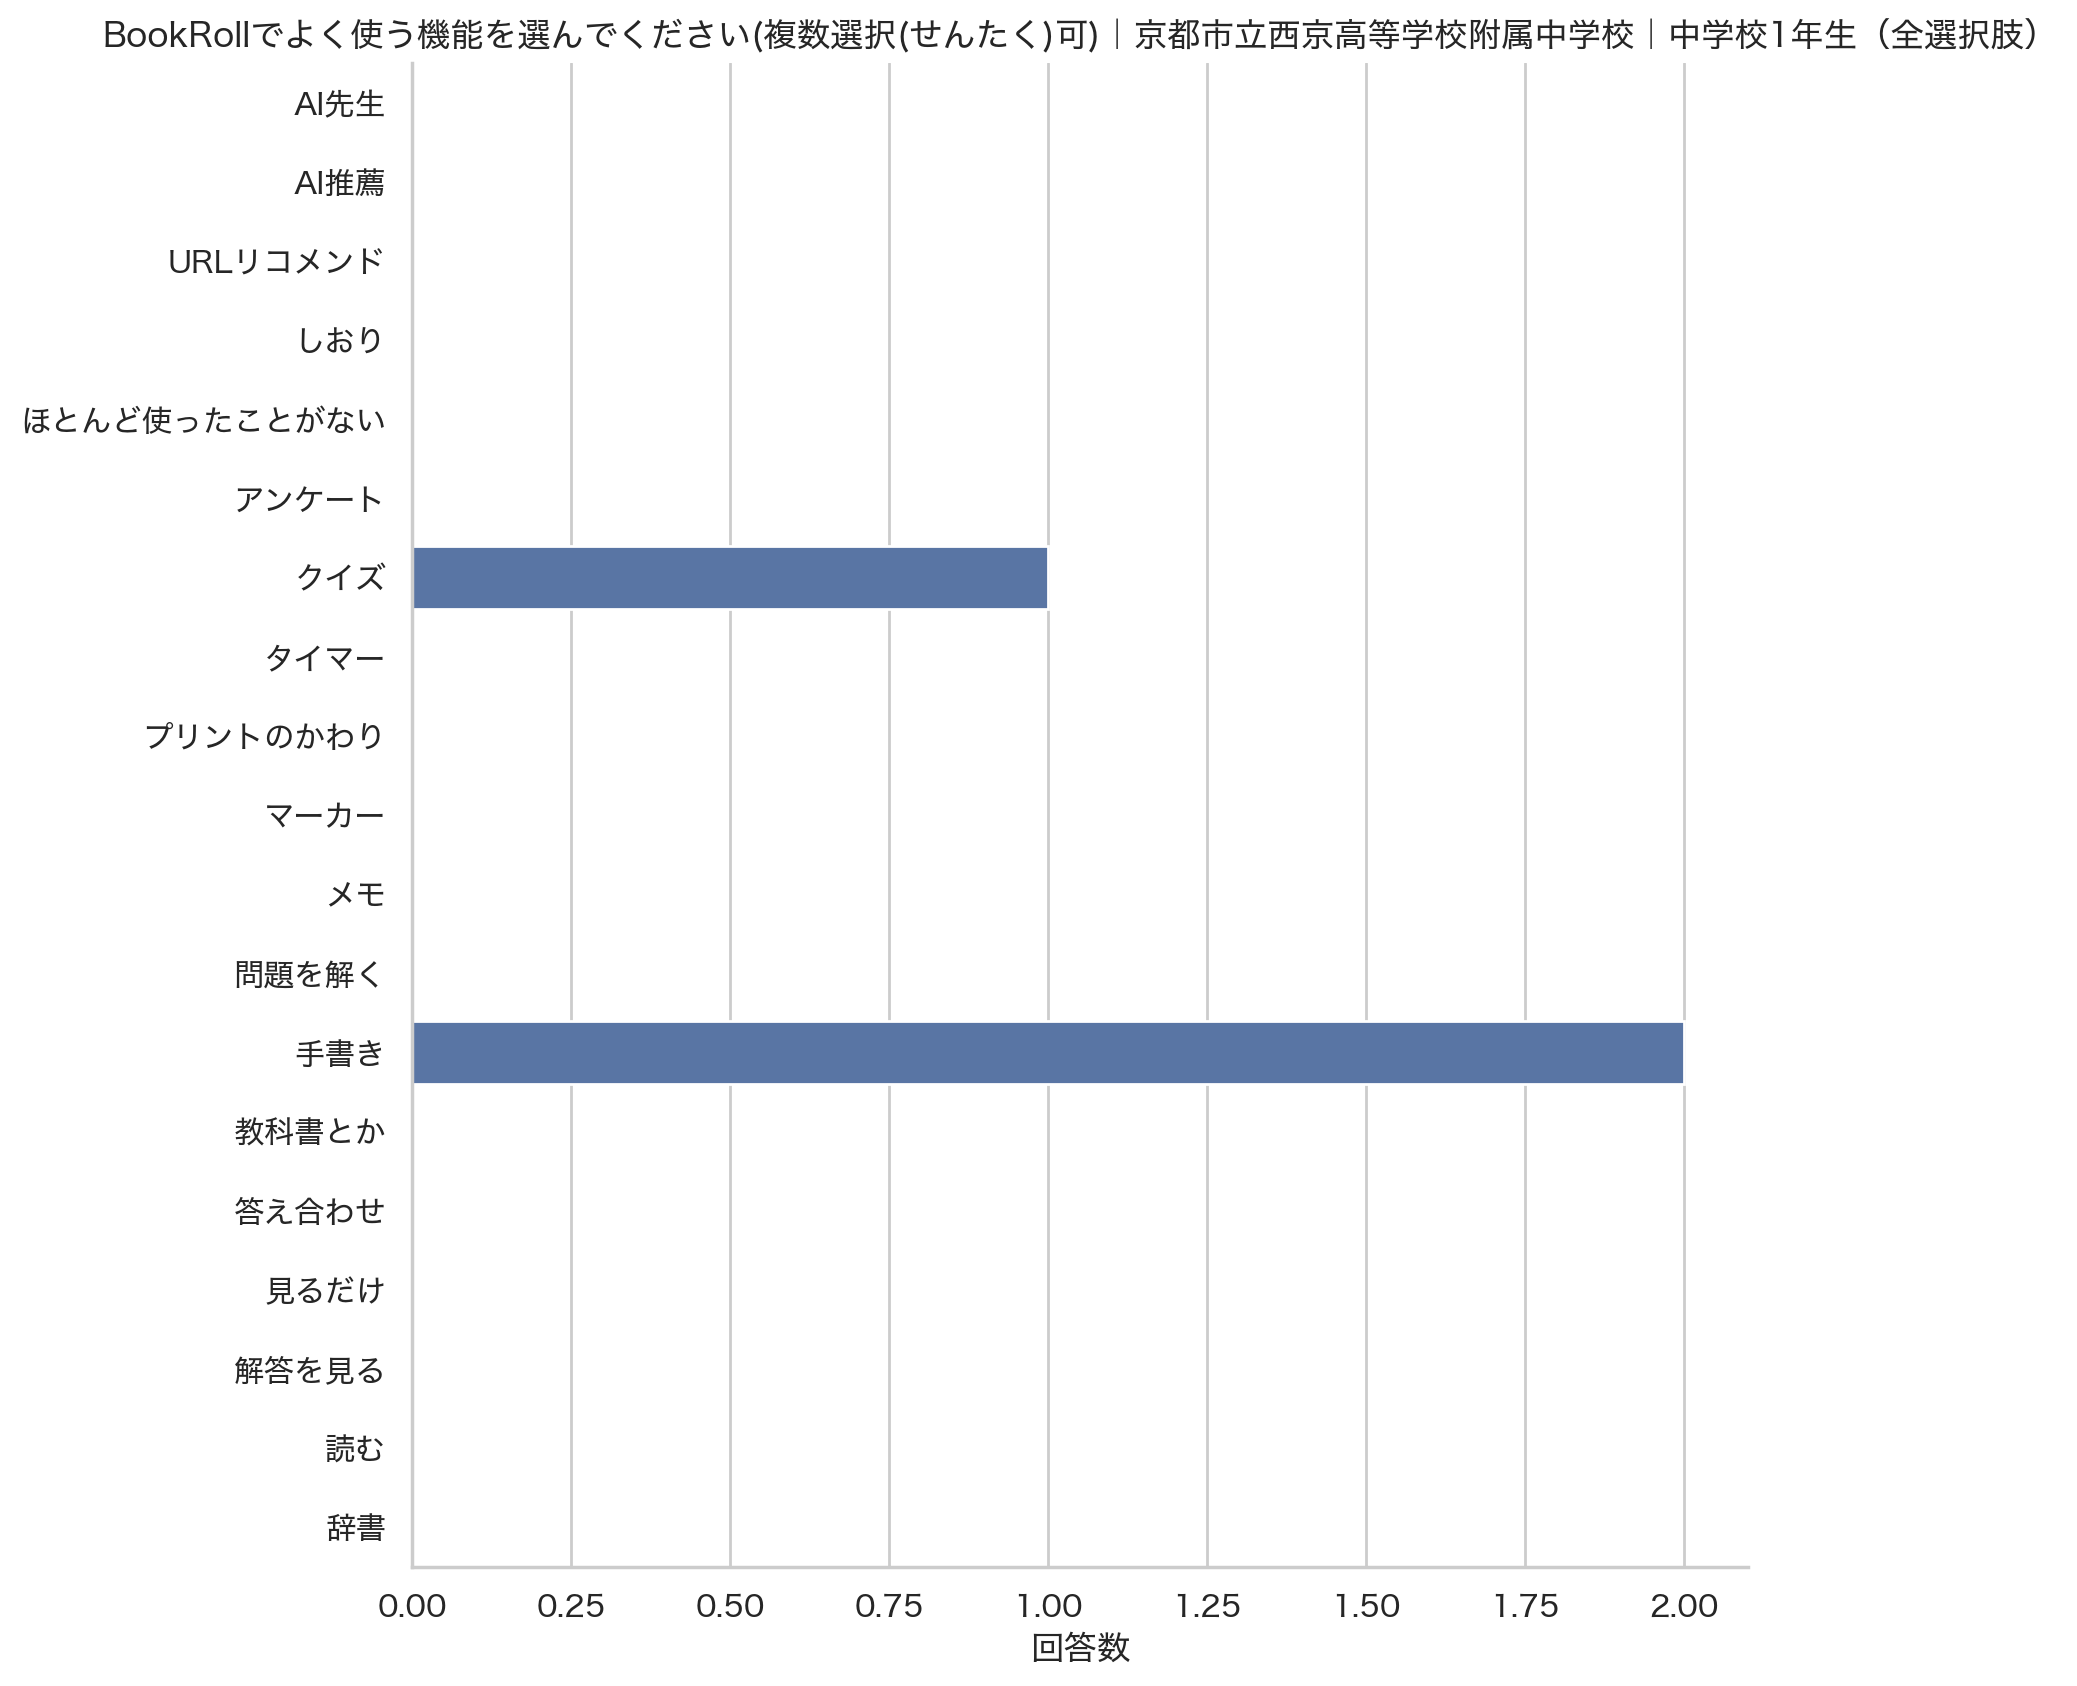 BookRollでよく使う機能を選んでください(複数選択(せんたく)可)｜京都市立西京高等学校附属中学校｜中学校1年生（全選択肢）
AI先生
AI推薦
URLリコメンド
しおり
ほとんど使ったことがない
アンケート
クイズ
タイマー
プリントのかわり
マーカー
メモ
問題を解く
手書き
教科書とか
答え合わせ
見るだけ
解答を見る
読む
辞書
0.00 0.25 0.50 0.75 1.00 1.25 1.50 1.75 2.00
回答数